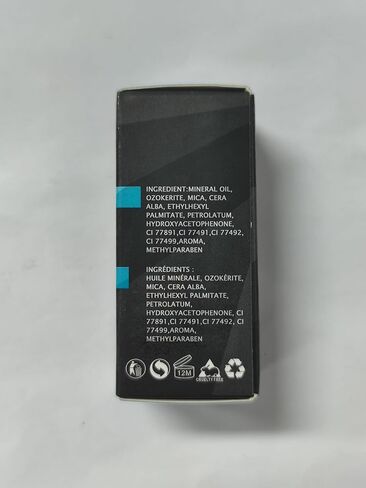 INGREDIENT:MINERAL OIL,
OZOKERITE, MICA, CERA
ALBA, ETHYLHEXYL
PALMITATE, PETROLATUM,
HYDROXYACETOPHENONE,
CI 77891,CI 77491,CI 77492,
CI 77499,AROMA,
METHYLPARABEN
INGRÉDIENTS :
HUILE MINÉRALE, OZOKÉRITE,
MICA, CERA ALBA,
ETHYLHEXYL PALMITATE,
PETROLATUM,
HYDROXYACETOPHENONE, CI
77891,CI 77491, CI 77492, CI
77499,AROMA,
METHYLPARABEN
12M
CRUELTY FREE